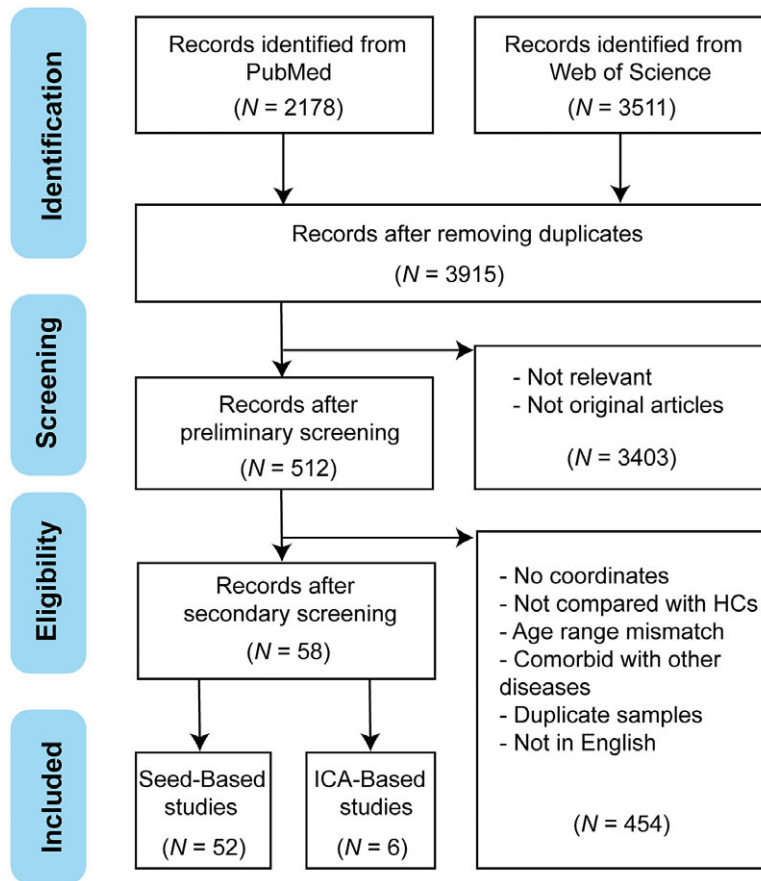 Identification
Records identified from
PubMed
(N = 2178)
Records identified from
Web of Science
(N = 3511)
Records after removing duplicates
(N = 3915)
Screening
Records after
preliminary screening
(N = 512)
- Not relevant
- Not original articles
(N = 3403)
Eligibility
Records after
secondary screening
(N = 58)
- No coordinates
- Not compared with HCs
- Age range mismatch
- Comorbid with other
diseases
- Duplicate samples
- Not in English
(N = 454)
Included
Seed-Based
studies
(N = 52)
ICA-Based
studies
(N = 6)